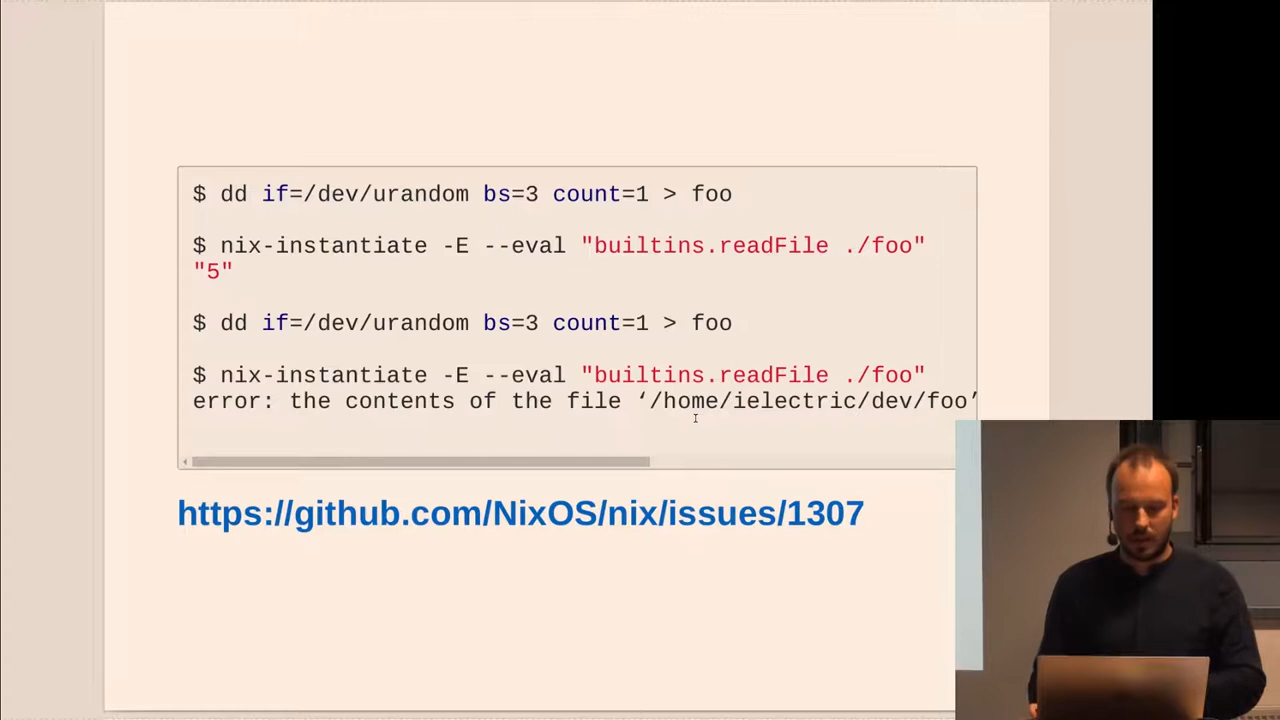 $ dd if=/dev/urandom bs=3 count=1 > foo
$ nix-instantiate -E --eval "builtins.readFile ./foo"
"5"
$ dd if=/dev/urandom bs=3 count=1 > foo
$ nix-instantiate -E --eval "builtins.readFile ./foo"
error: the contents of the file ‘/home/ielectric/dev/foo’
https://github.com/NixOS/nix/issues/1307